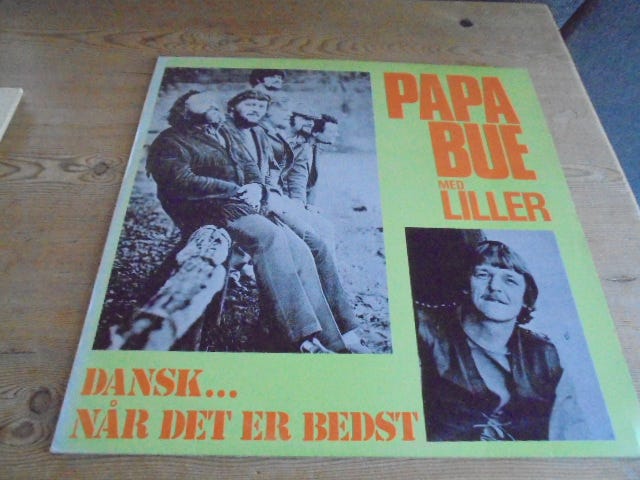 PAPA
BUE
MED
LILLER
DANSK...
NÅR DET ER BEDST